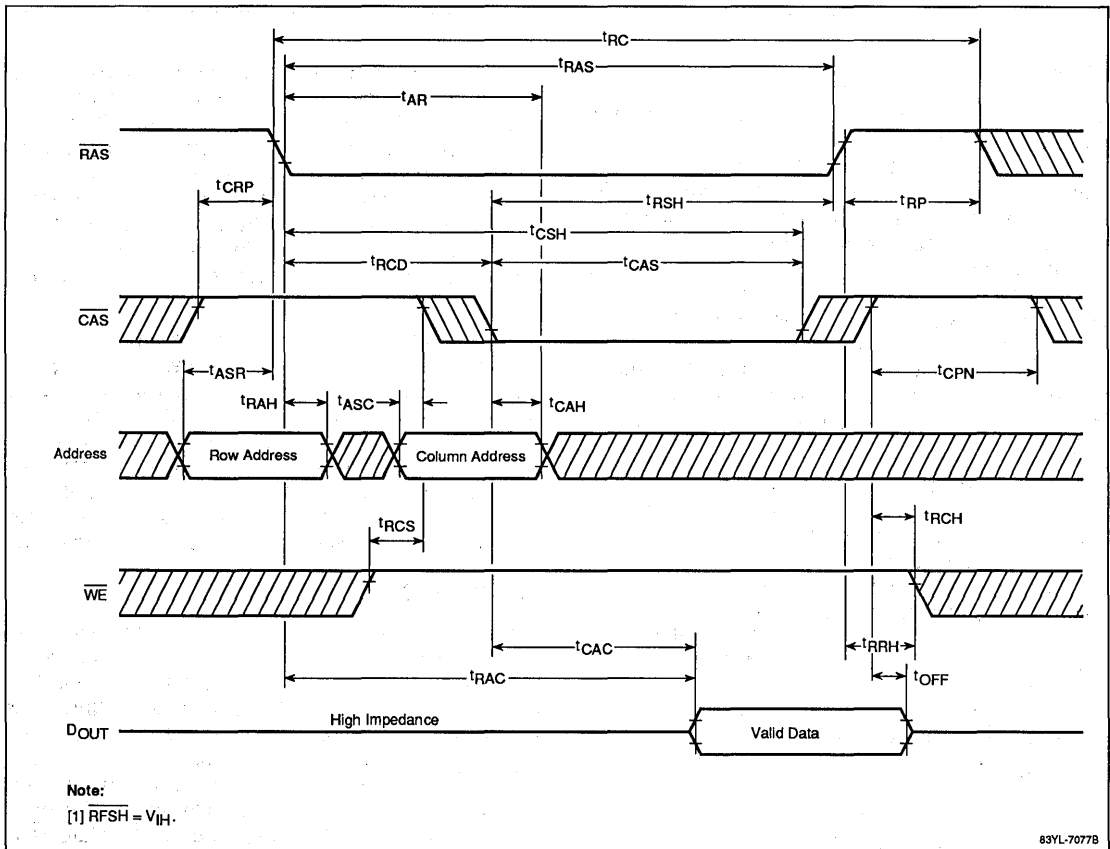 tRC
tRAS
tAR
RAS
tCRP
tRSH
tRP
tCSH
tRCD
tCAS
CAS
tASR
tCPN
tRAH
tASC
tCAH
Address
Row Address
Column Address
tRCS
tRCH
WE
tCAC
tRRH
tRAC
tOFF
High Impedance
DOUT
Valid Data
Note:
[1] RFSH = VIH.
83YL-7077B